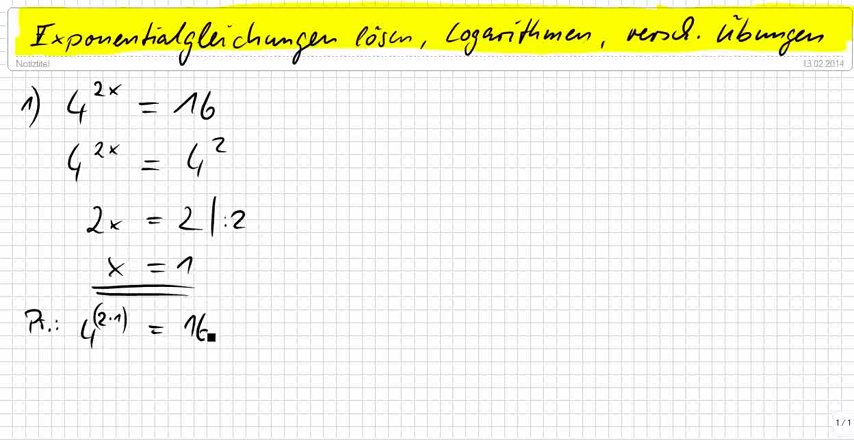 Exponentialgleichungen lösen, Logarithmen, versch. Übungen
Notiztitel 13.02.2014
1) 4^{2x} = 16
4^{2x} = 4^2
2x = 2 |:2
x = 1
Pr.: 4^{(2·1)} = 16
1 / 1